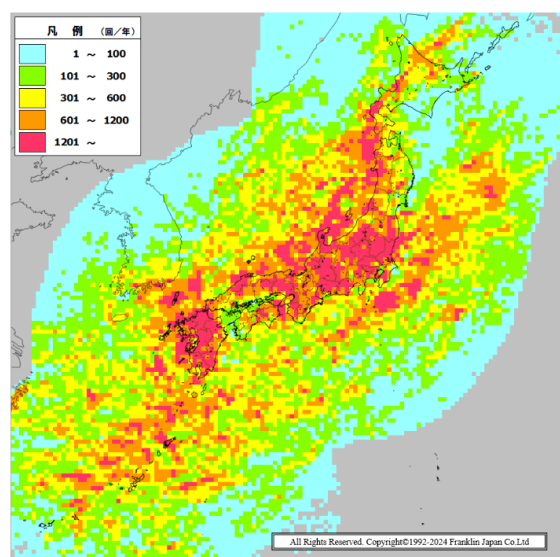 凡 例 (回/年)
1 ～ 100
101 ～ 300
301 ～ 600
601 ～ 1200
1201 ～
All Rights Reserved. Copyright©1992-2024 Franklin Japan Co.Ltd